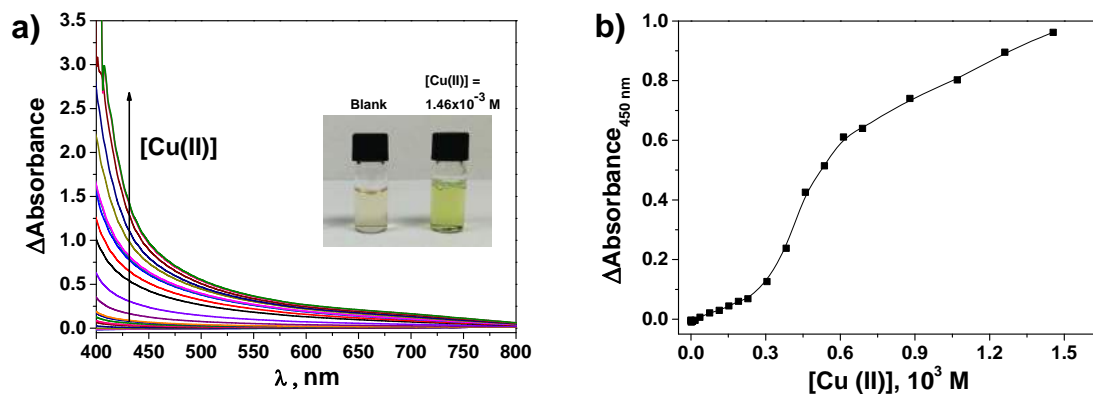 a)
ΔAbsorbance
3.5
3.0
2.5
2.0
1.5
1.0
0.5
0.0
[Cu(II)]
Blank
[Cu(II)] =
1.46x10⁻³ M
400 450 500 550 600 650 700 750 800
λ, nm
b)
ΔAbsorbance₄₅₀ ₙₘ
1.0
0.8
0.6
0.4
0.2
0.0
0.0 0.3 0.6 0.9 1.2 1.5
[Cu (II)], 10³ M